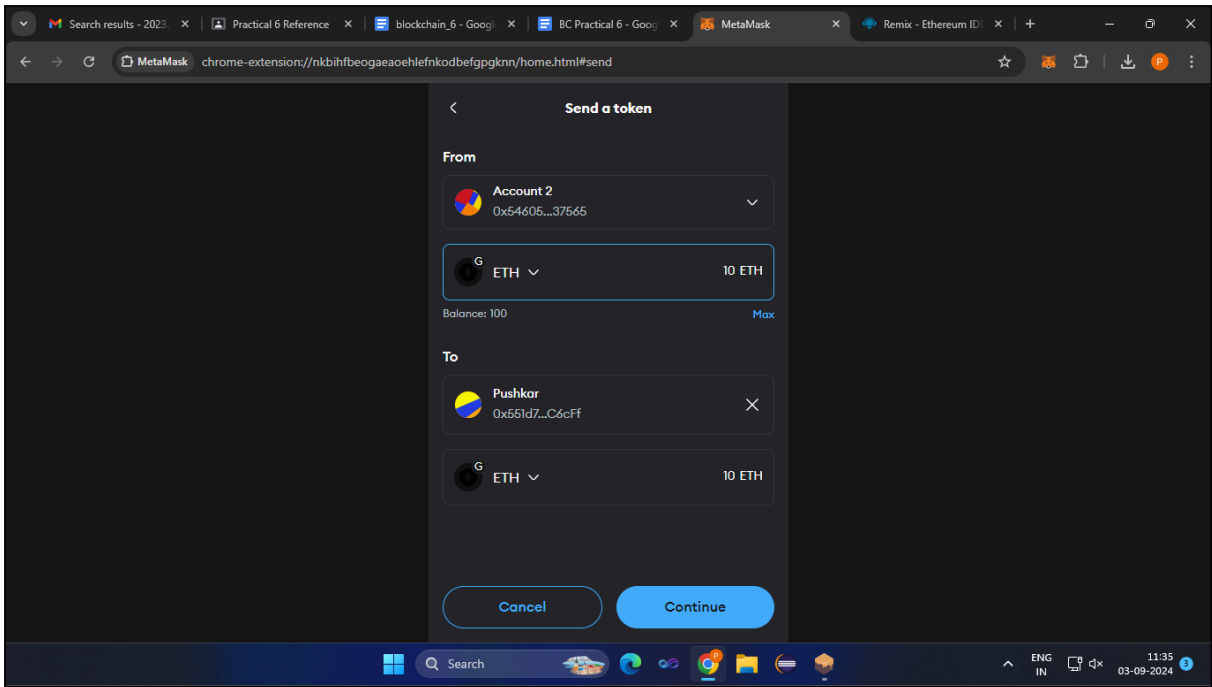 Search results - 2023
Practical 6 Reference
blockchain_6 - Googl
BC Practical 6 - Goog
MetaMask
Remix - Ethereum ID
MetaMask
chrome-extension://nkbihfbeogaeaoehlefnkodbefgpgknn/home.html#send
P
Send a token
From
Account 2
0x54605...37565
G
ETH
10 ETH
Balance: 100
Max
To
Pushkar
0x551d7...C6cFf
G
ETH
10 ETH
Cancel
Continue
Search
ENG
IN
11:35
03-09-2024
3